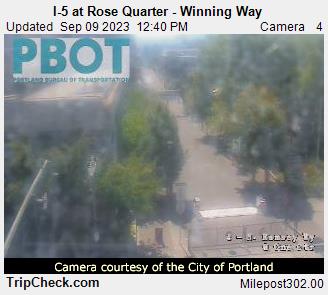 I-5 at Rose Quarter - Winning Way
Updated Sep 09 2023 12:40 PM Camera 4
PBOT
PORTLAND BUREAU OF TRANSPORTATION
Camera courtesy of the City of Portland
TripCheck.com
Milepost302.00